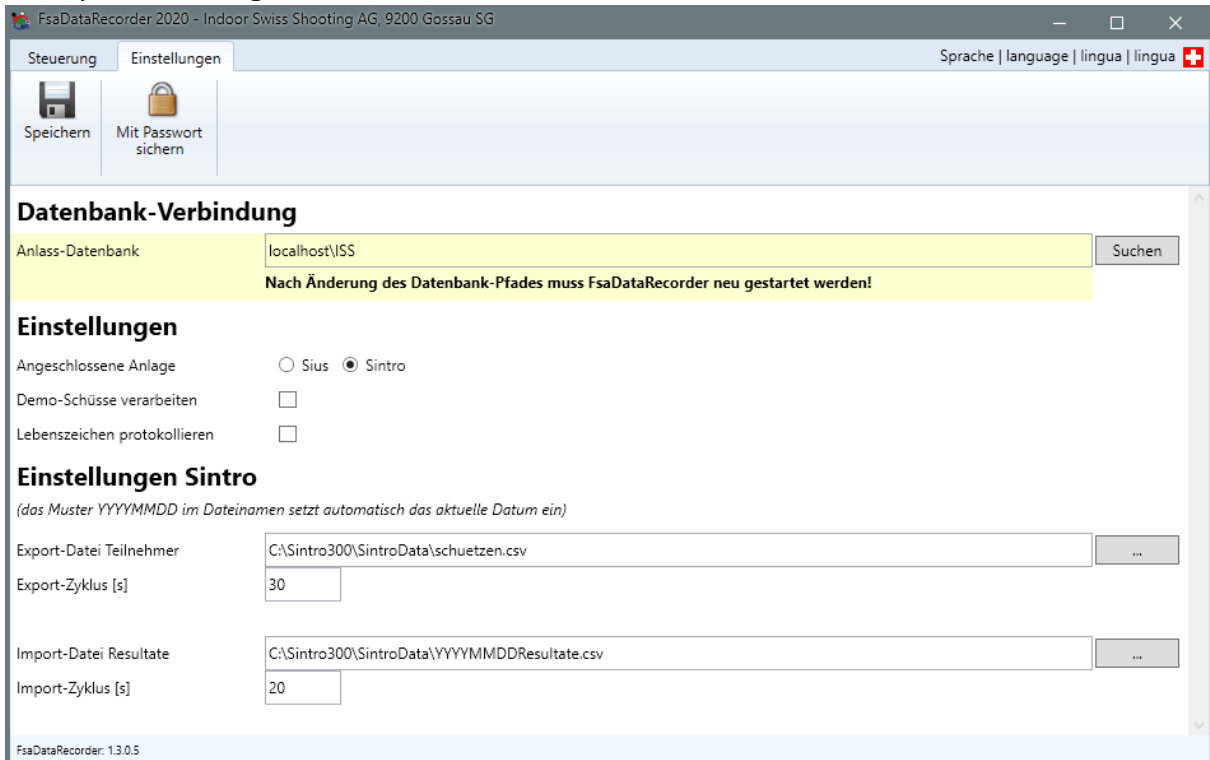 FsaDataRecorder 2020 - Indoor Swiss Shooting AG, 9200 Gossau SG
Steuerung Einstellungen Sprache | language | lingua | lingua
Speichern Mit Passwort
sichern
Datenbank-Verbindung
Anlass-Datenbank localhost\ISS Suchen
Nach Änderung des Datenbank-Pfades muss FsaDataRecorder neu gestartet werden!
Einstellungen
Angeschlossene Anlage Sius Sintro
Demo-Schüsse verarbeiten
Lebenszeichen protokollieren
Einstellungen Sintro
(das Muster YYYYMMDD im Dateinamen setzt automatisch das aktuelle Datum ein)
Export-Datei Teilnehmer C:\Sintro300\SintroData\schuetzen.csv ...
Export-Zyklus [s] 30
Import-Datei Resultate C:\Sintro300\SintroData\YYYYMMDDResultate.csv ...
Import-Zyklus [s] 20
FsaDataRecorder: 1.3.0.5